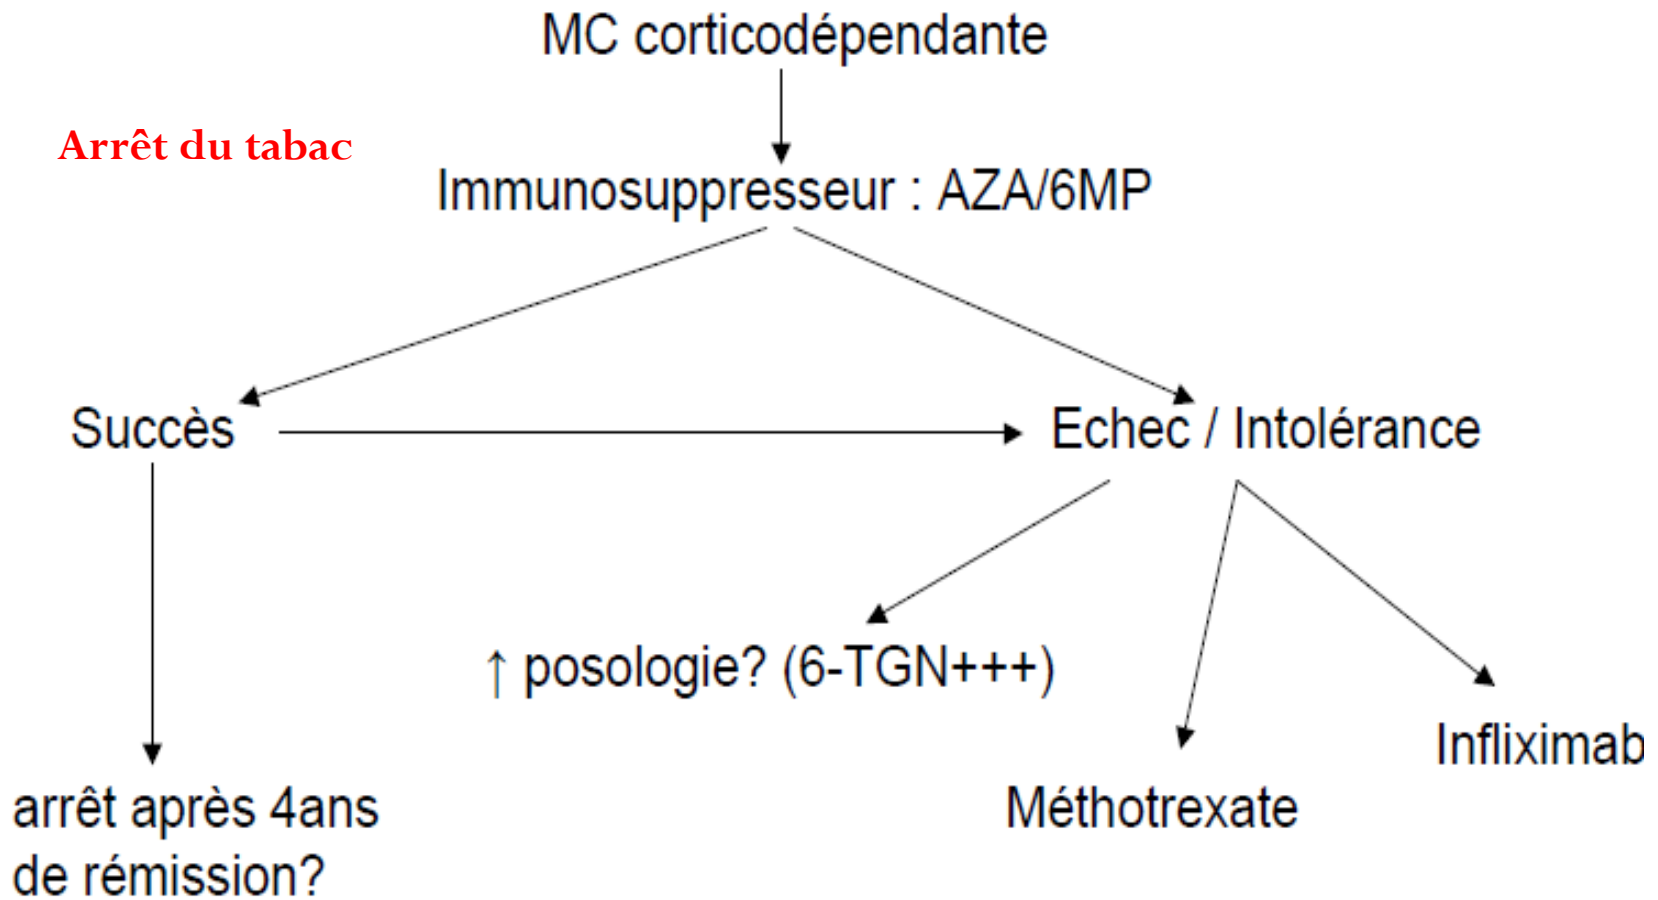 MC corticodépendante
Arrêt du tabac
Immunosuppresseur : AZA/6MP
Succès
Echec / Intolérance
↑ posologie? (6-TGN+++)
Infliximab
Méthotrexate
arrêt après 4ans
de rémission?